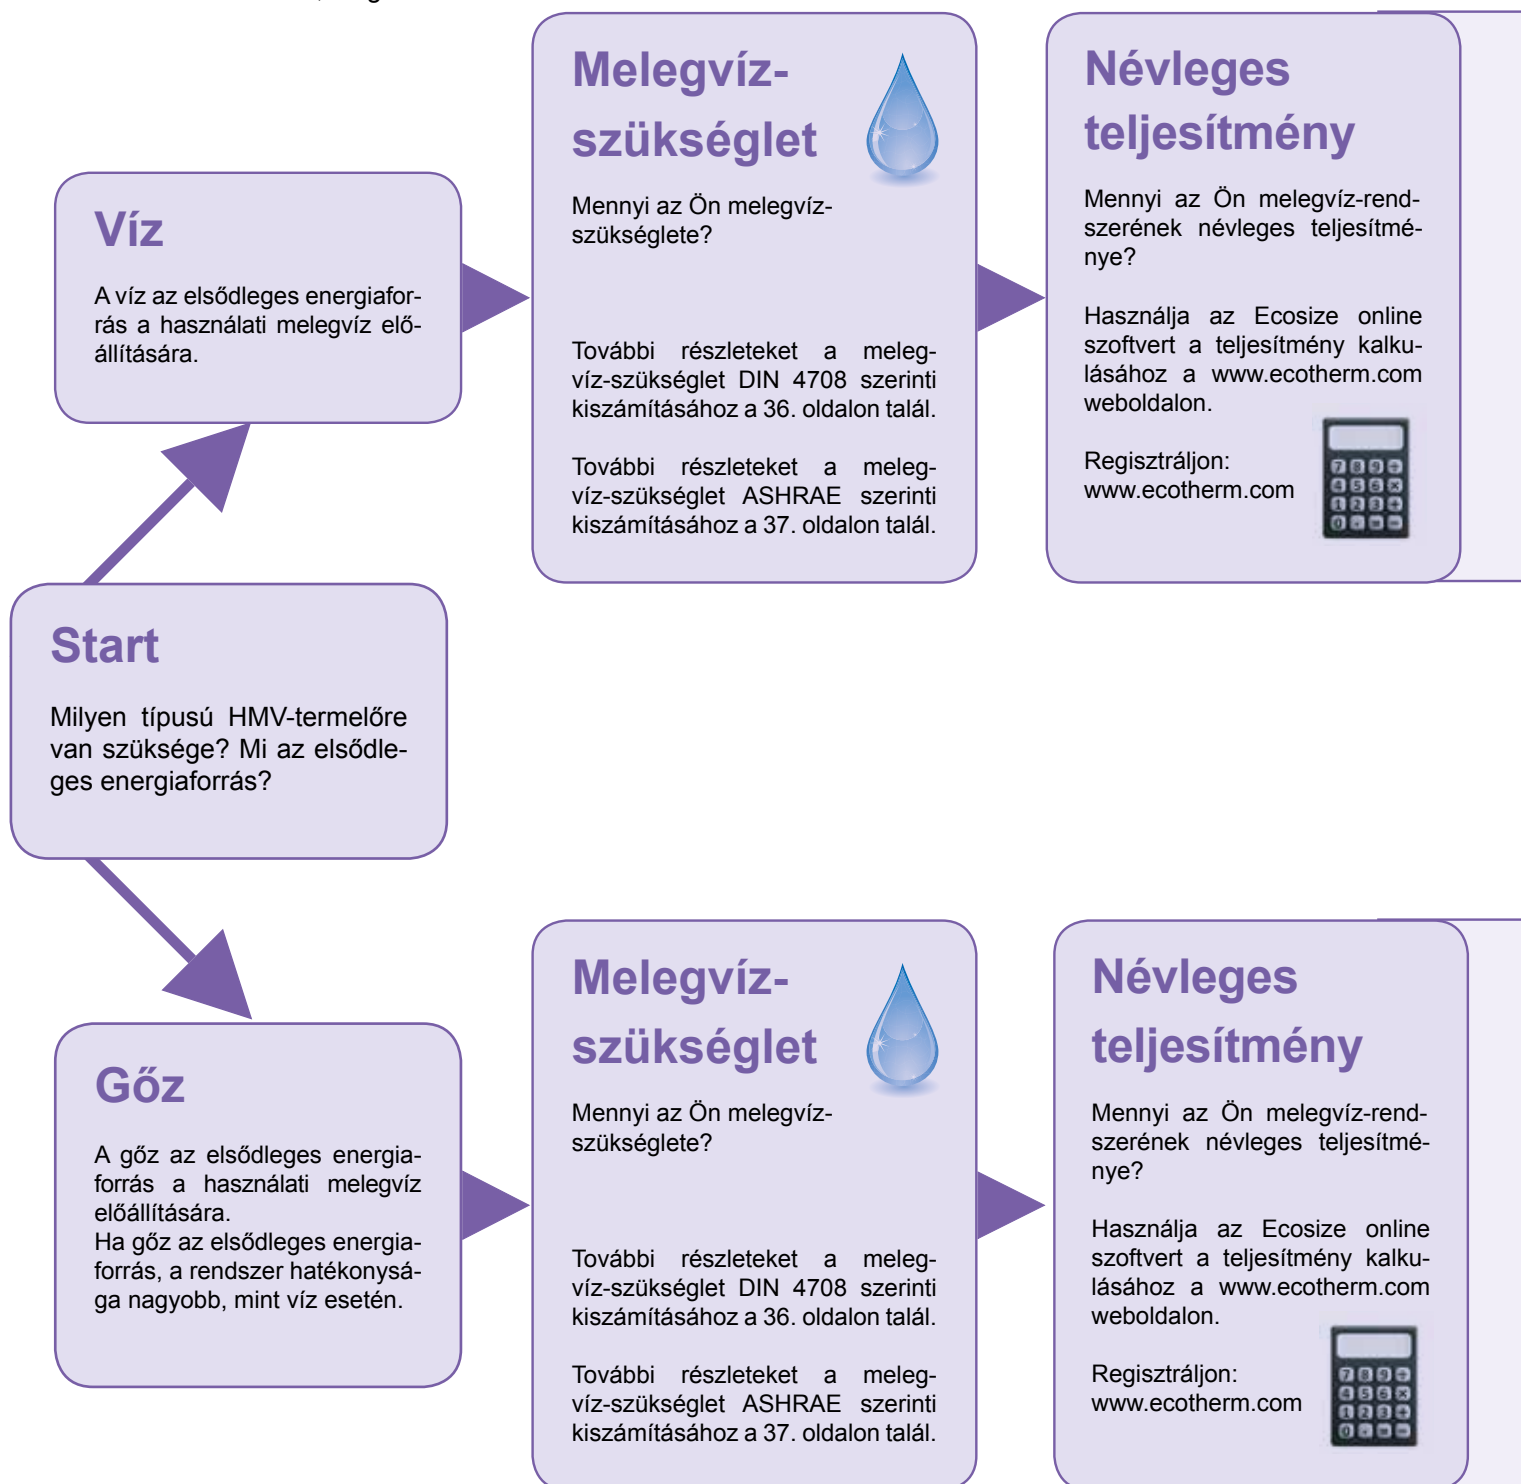 Melegvíz-
szükséglet
Mennyi az Ön melegvíz-
szükséglete?
További részleteket a meleg-
víz-szükséglet DIN 4708 szerinti
kiszámításához a 36. oldalon talál.
További részleteket a meleg-
víz-szükséglet ASHRAE szerinti
kiszámításához a 37. oldalon talál.
Névleges
teljesítmény
Mennyi az Ön melegvíz-rend-
szerének névleges teljesítmé-
nye?
Használja az Ecosize online
szoftvert a teljesítmény kalku-
lásához a www.ecotherm.com
weboldalon.
Regisztráljon:
www.ecotherm.com
Víz
A víz az elsődleges energiafor-
rás a használati melegvíz elő-
állítására.
Start
Milyen típusú HMV-termelőre
van szüksége? Mi az elsődle-
ges energiaforrás?
Gőz
A gőz az elsődleges energia-
forrás a használati melegvíz
előállítására.
Ha gőz az elsődleges energia-
forrás, a rendszer hatékonysá-
ga nagyobb, mint víz esetén.
Melegvíz-
szükséglet
Mennyi az Ön melegvíz-
szükséglete?
További részleteket a meleg-
víz-szükséglet DIN 4708 szerinti
kiszámításához a 36. oldalon talál.
További részleteket a meleg-
víz-szükséglet ASHRAE szerinti
kiszámításához a 37. oldalon talál.
Névleges
teljesítmény
Mennyi az Ön melegvíz-rend-
szerének névleges teljesítmé-
nye?
Használja az Ecosize online
szoftvert a teljesítmény kalku-
lásához a www.ecotherm.com
weboldalon.
Regisztráljon:
www.ecotherm.com